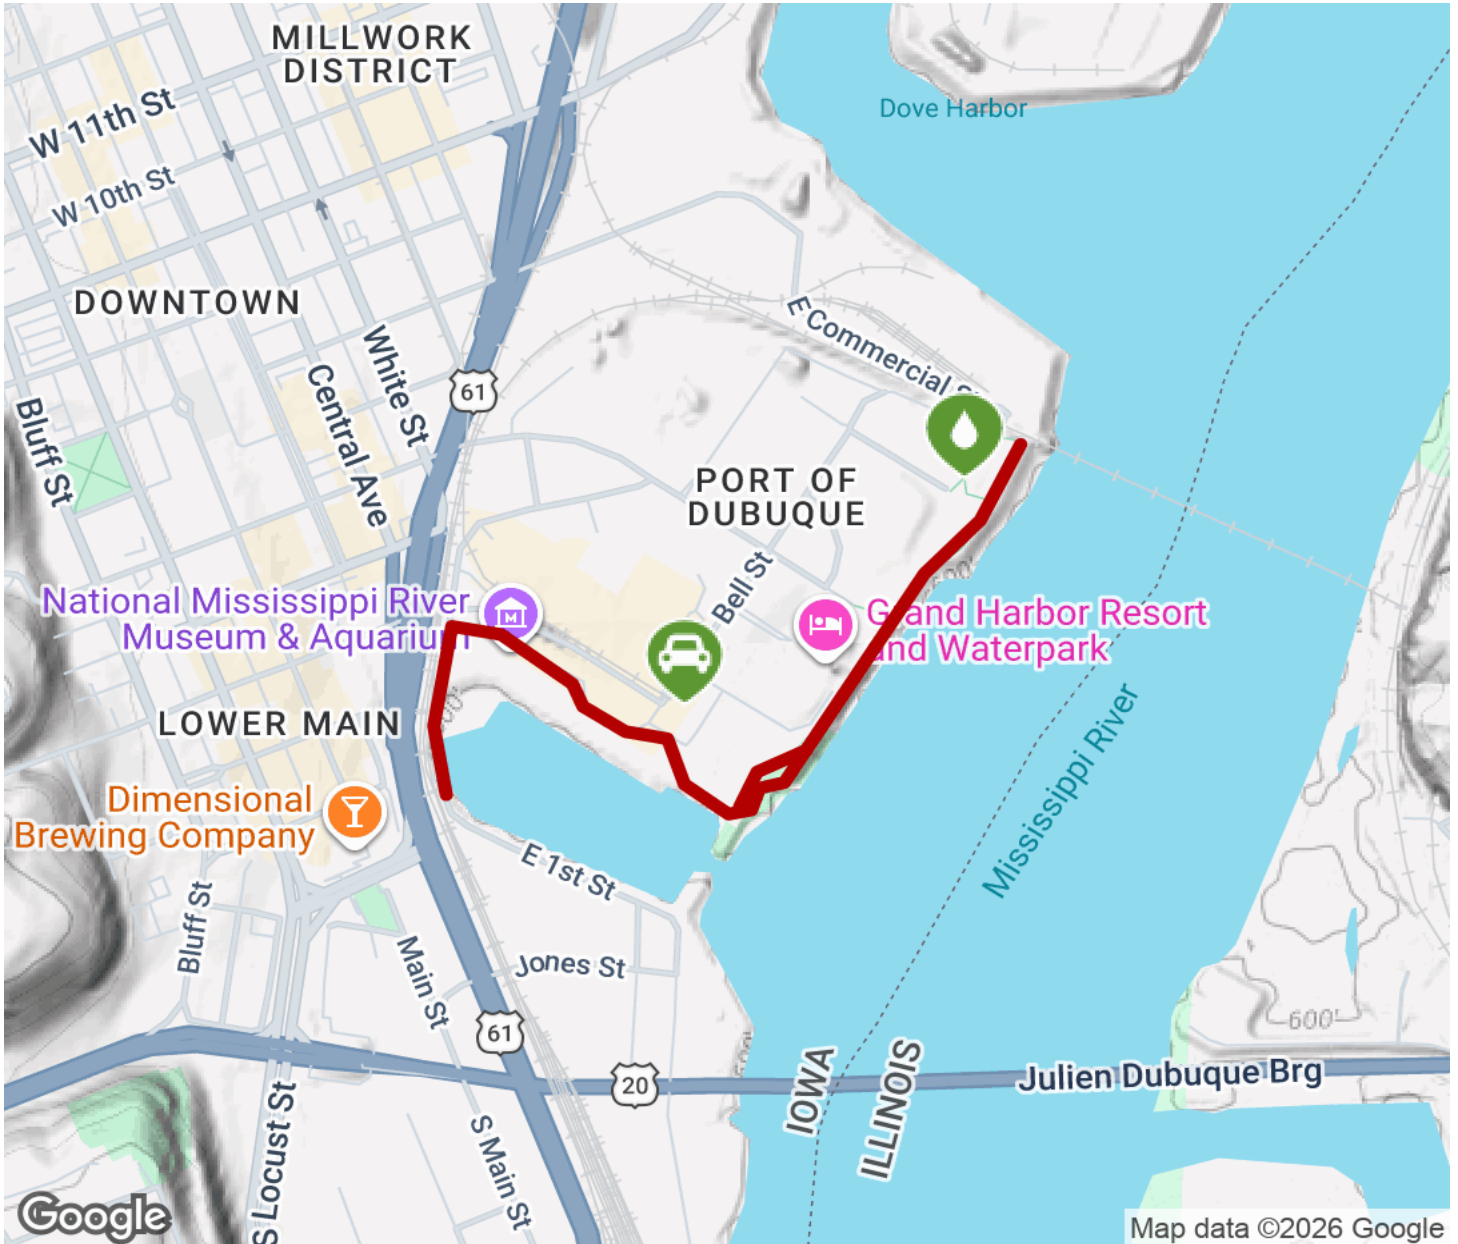 MILLWORK
DISTRICT
W 11th St
Dove Harbor
W 10th St
DOWNTOWN
E Commercial S
White St
Central Ave
61
Bluff St
PORT OF
DUBUQUE
Bell St
National Mississippi River
Museum & Aquarium
M
Grand Harbor Resort
and Waterpark
LOWER MAIN
Mississippi River
Dimensional
Brewing Company
E 1st St
Bluff St
Main St
Jones St
61
600'
20
Julien Dubuque Brg
IOWA
ILLINOIS
S Locust St
S Main St
Google
Map data ©2026 Google